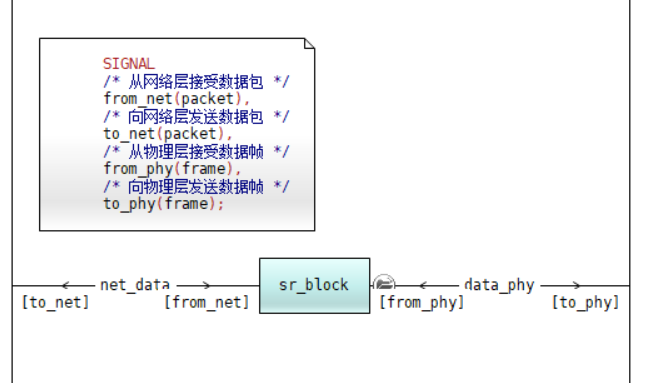 SIGNAL
/* 从网络层接受数据包 */
from_net(packet),
/* 向网络层发送数据包 */
to_net(packet),
/* 从物理层接受数据帧 */
from_phy(frame),
/* 向物理层发送数据帧 */
to_phy(frame);
net_data sr_block data_phy
[to_net] [from_net] [from_phy] [to_phy]